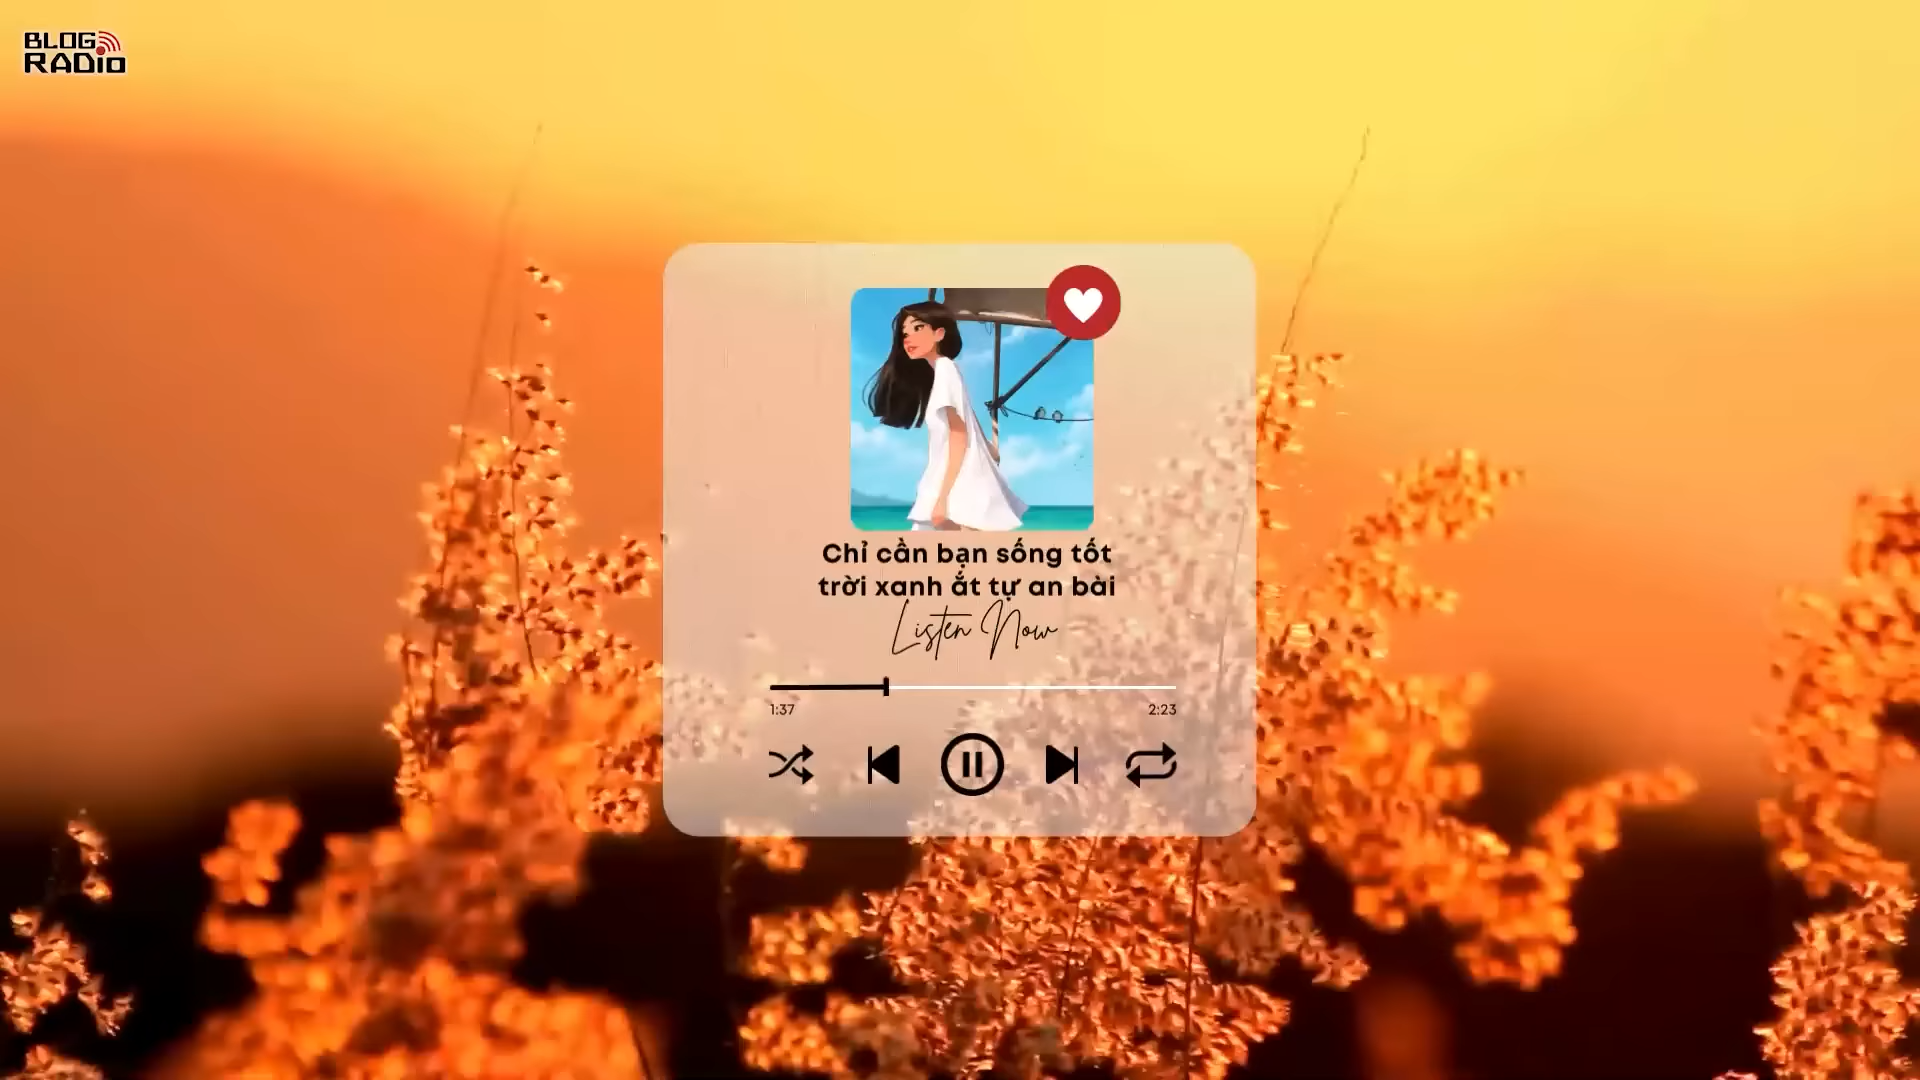 BLOG
RADIO
Chỉ cần bạn sống tốt
trời xanh ắt tự an bài
Listen Now
1:37
2:23